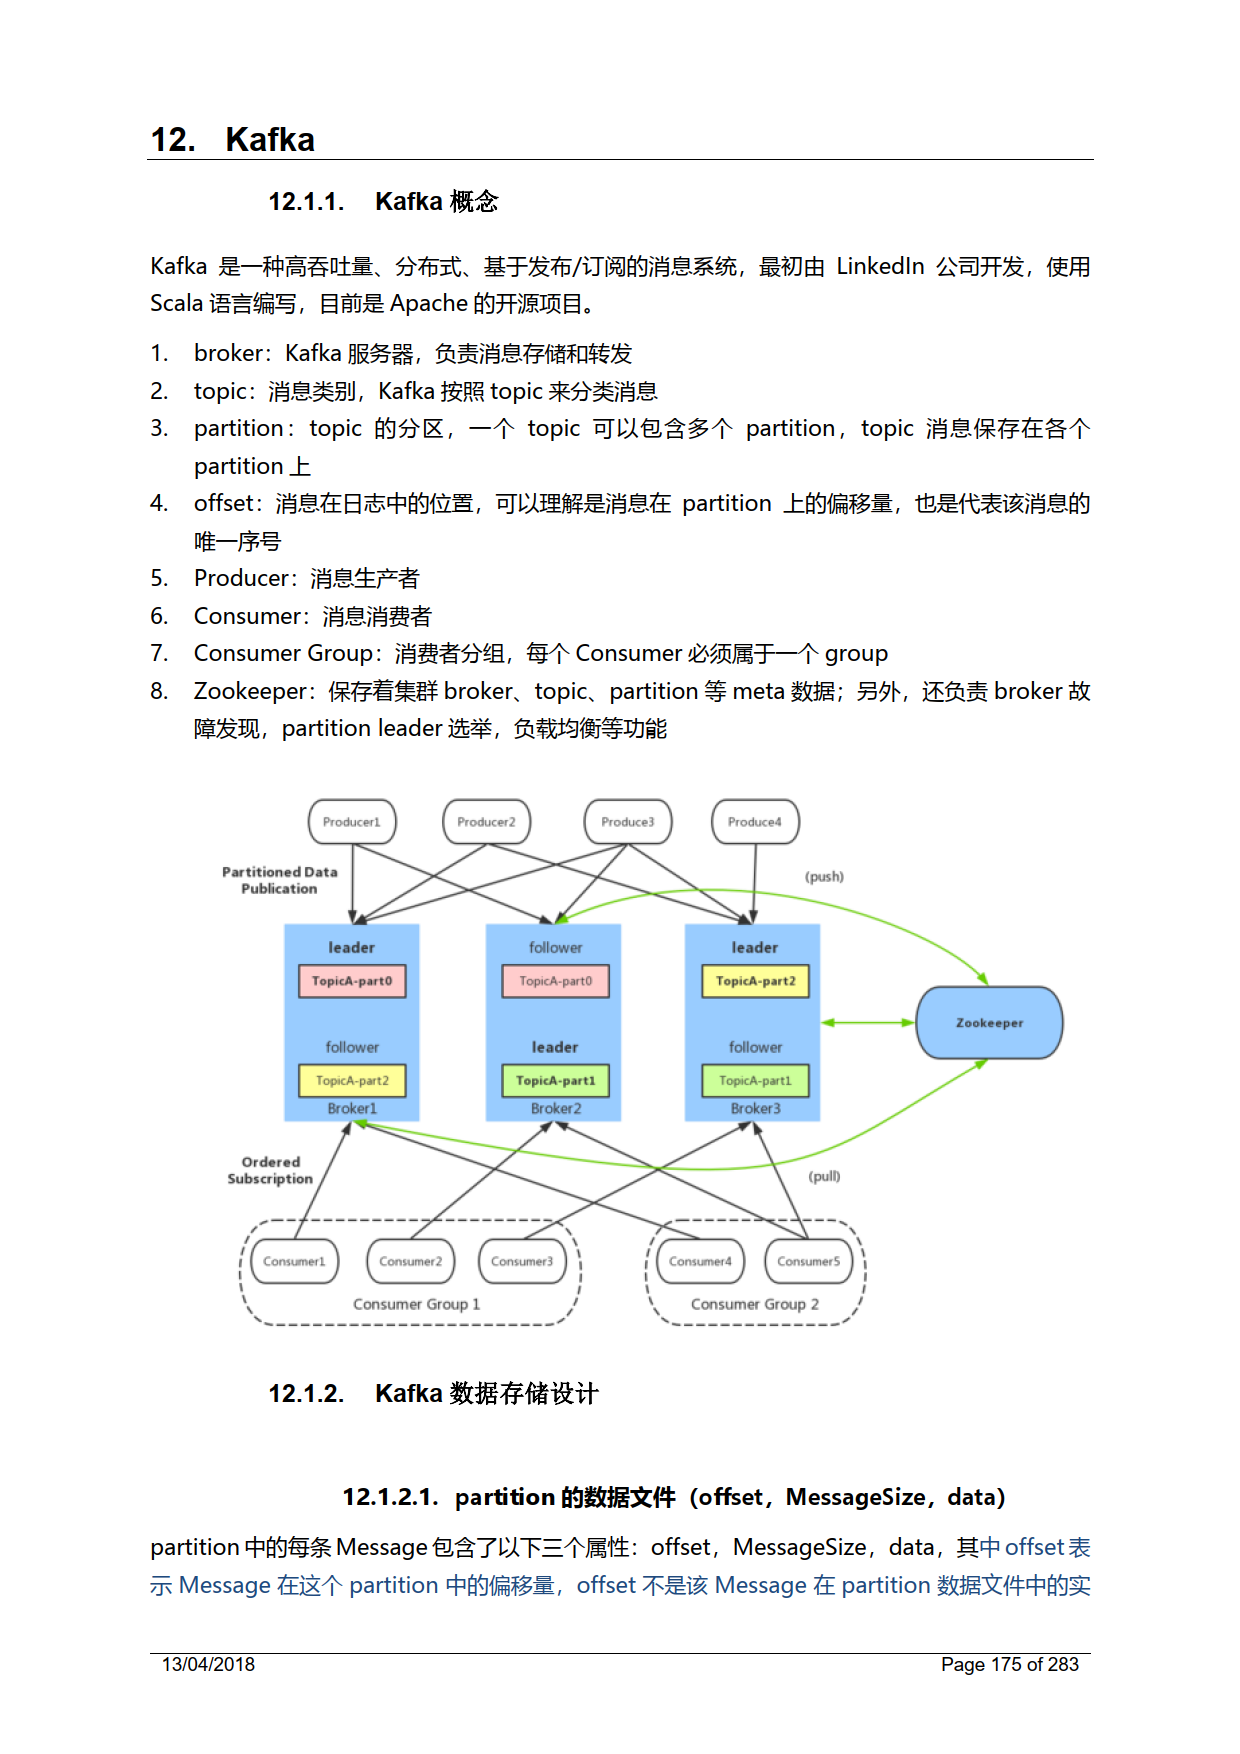 12. Kafka
12.1.1. Kafka 概念
Kafka 是一种高吞吐量、分布式、基于发布/订阅的消息系统，最初由 LinkedIn 公司开发，使用
Scala 语言编写，目前是 Apache 的开源项目。
1. broker：Kafka 服务器，负责消息存储和转发
2. topic：消息类别，Kafka 按照 topic 来分类消息
3. partition：topic 的分区，一个 topic 可以包含多个 partition，topic 消息保存在各个
partition 上
4. offset：消息在日志中的位置，可以理解是消息在 partition 上的偏移量，也是代表该消息的
唯一序号
5. Producer：消息生产者
6. Consumer：消息消费者
7. Consumer Group：消费者分组，每个 Consumer 必须属于一个 group
8. Zookeeper：保存着集群 broker、topic、partition 等 meta 数据；另外，还负责 broker 故
障发现，partition leader 选举，负载均衡等功能
Producer1 Producer2 Produce3 Produce4
Partitioned Data
Publication
(push)
leader follower leader
TopicA-part0 TopicA-part0 TopicA-part2
Zookeeper
follower leader follower
TopicA-part2 TopicA-part1 TopicA-part1
Broker1 Broker2 Broker3
Ordered
Subscription
(pull)
Consumer1 Consumer2 Consumer3 Consumer4 Consumer5
Consumer Group 1 Consumer Group 2
12.1.2. Kafka 数据存储设计
12.1.2.1. partition 的数据文件（offset，MessageSize，data）
partition 中的每条 Message 包含了以下三个属性：offset，MessageSize，data，其中 offset 表
示 Message 在这个 partition 中的偏移量，offset 不是该 Message 在 partition 数据文件中的实
13/04/2018 Page 175 of 283